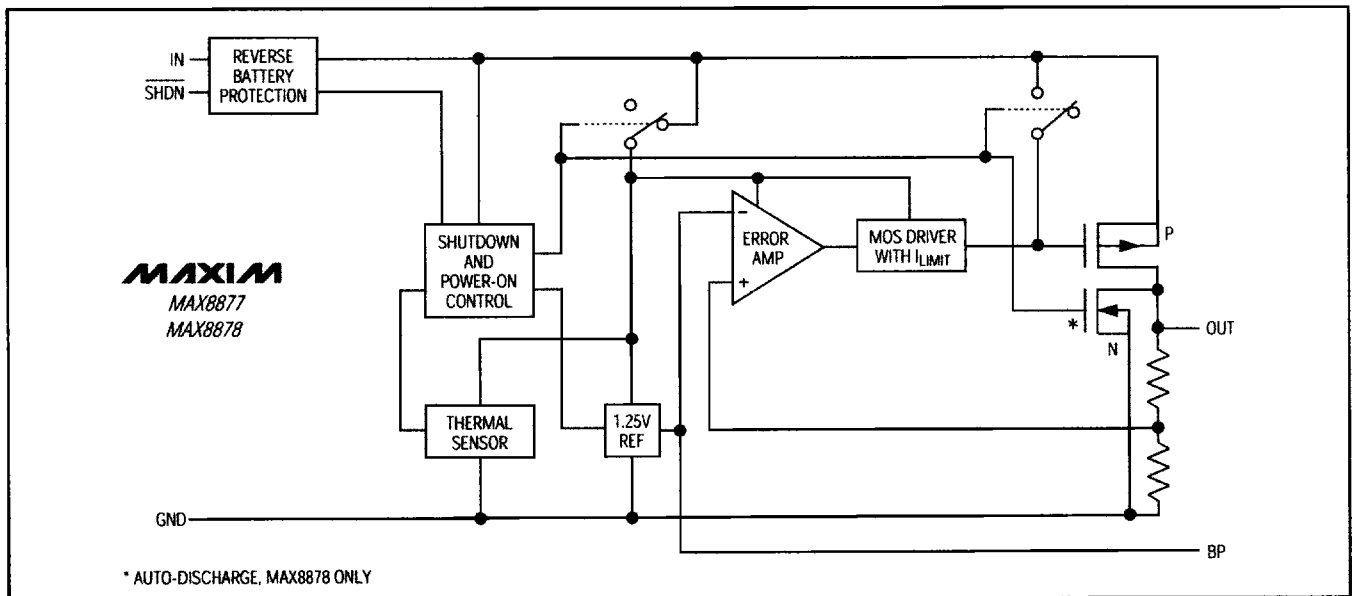 IN
SHDN
REVERSE
BATTERY
PROTECTION
SHUTDOWN
AND
POWER-ON
CONTROL
ERROR
AMP
−
+
MOS DRIVER
WITH ILIMIT
P
MAXIM
MAX8877
MAX8878
*
N
OUT
THERMAL
SENSOR
1.25V
REF
GND
BP
* AUTO-DISCHARGE, MAX8878 ONLY